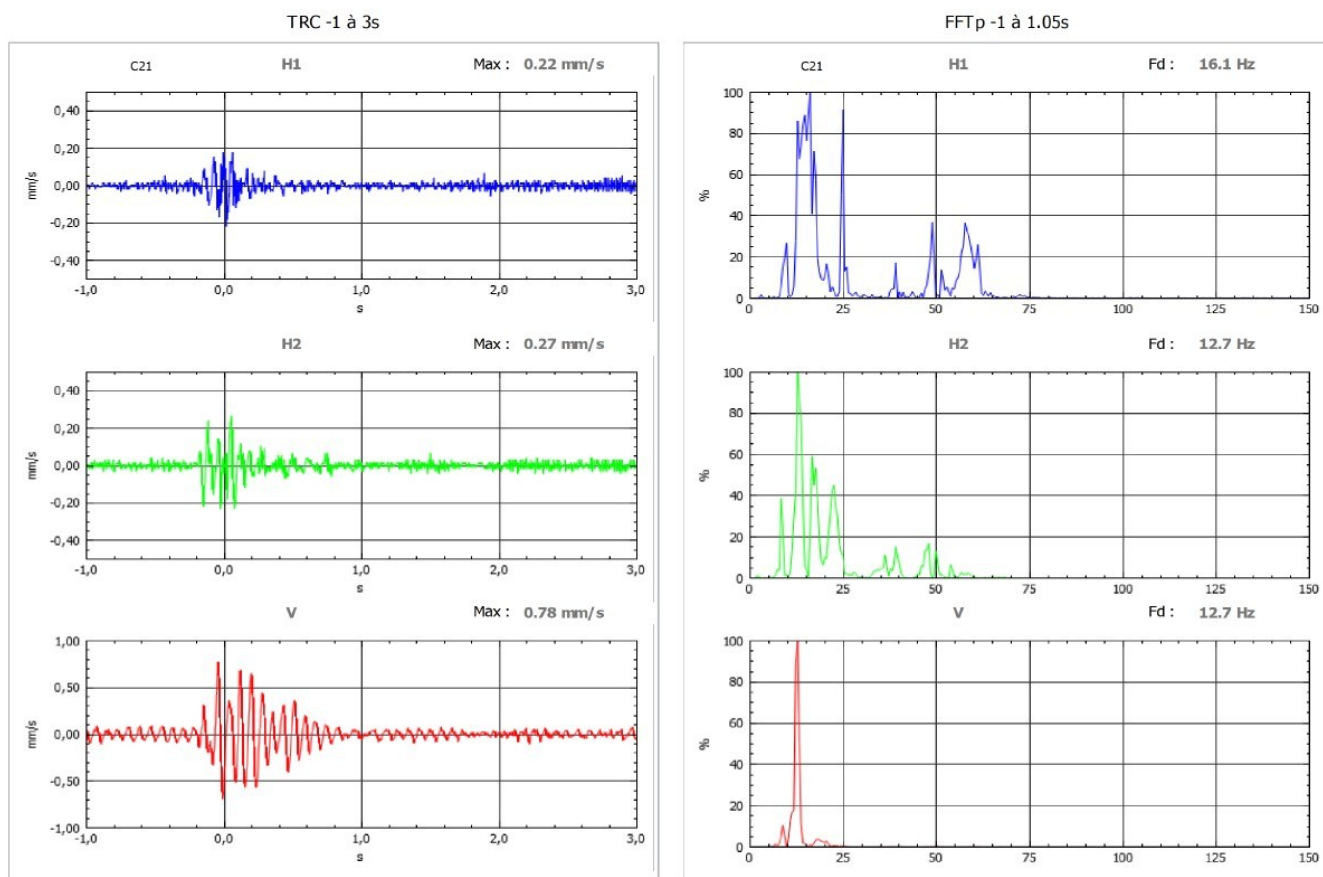 TRC -1 à 3s
C21 H1 Max : 0.22 mm/s
0,40
0,20
0,00
-0,20
-0,40
mm/s
-1,0 0,0 1,0 2,0 3,0
s
H2 Max : 0.27 mm/s
0,40
0,20
0,00
-0,20
-0,40
mm/s
-1,0 0,0 1,0 2,0 3,0
s
V Max : 0.78 mm/s
1,00
0,50
0,00
-0,50
-1,00
mm/s
-1,0 0,0 1,0 2,0 3,0
s
FFTp -1 à 1.05s
C21 H1 Fd : 16.1 Hz
100
80
60
40
20
0
%
0 25 50 75 100 125 150
H2 Fd : 12.7 Hz
100
80
60
40
20
0
%
0 25 50 75 100 125 150
V Fd : 12.7 Hz
100
80
60
40
20
0
%
0 25 50 75 100 125 150